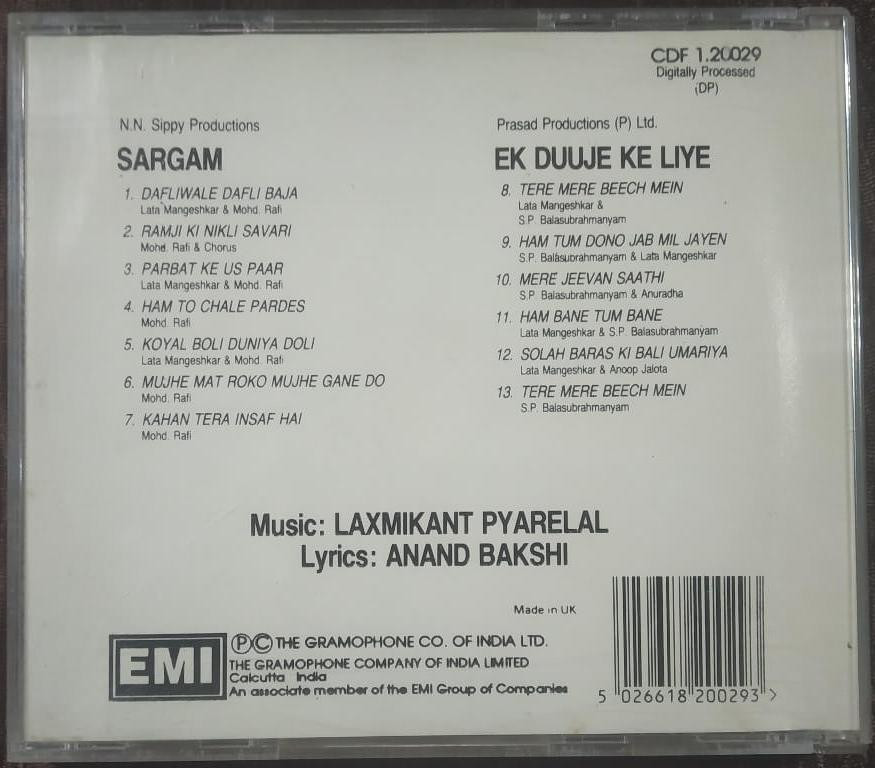 CDF 1.20029
Digitally Processed
(DP)
N.N. Sippy Productions
SARGAM
1. DAFLIWALE DAFLI BAJA
Lata Mangeshkar & Mohd. Rafi
2. RAMJI KI NIKLI SAVARI
Mohd. Rafi & Chorus
3. PARBAT KE US PAAR
Lata Mangeshkar & Mohd. Rafi
4. HAM TO CHALE PARDES
Mohd. Rafi
5. KOYAL BOLI DUNIYA DOLI
Lata Mangeshkar & Mohd. Rafi
6. MUJHE MAT ROKO MUJHE GANE DO
Mohd. Rafi
7. KAHAN TERA INSAF HAI
Mohd. Rafi
Prasad Productions (P) Ltd.
EK DUUJE KE LIYE
8. TERE MERE BEECH MEIN
Lata Mangeshkar &
S.P. Balasubrahmanyam
9. HAM TUM DONO JAB MIL JAYEN
S.P. Balasubrahmanyam & Lata Mangeshkar
10. MERE JEEVAN SAATHI
S.P. Balasubrahmanyam & Anuradha
11. HAM BANE TUM BANE
Lata Mangeshkar & S.P. Balasubrahmanyam
12. SOLAH BARAS KI BALI UMARIYA
Lata Mangeshkar & Anoop Jalota
13. TERE MERE BEECH MEIN
S.P. Balasubrahmanyam
Music: LAXMIKANT PYARELAL
Lyrics: ANAND BAKSHI
Made in UK
EMI
Ⓟ© THE GRAMOPHONE CO. OF INDIA LTD.
THE GRAMOPHONE COMPANY OF INDIA LIMITED
Calcutta India
An associate member of the EMI Group of Companies
5 026618 200293 >